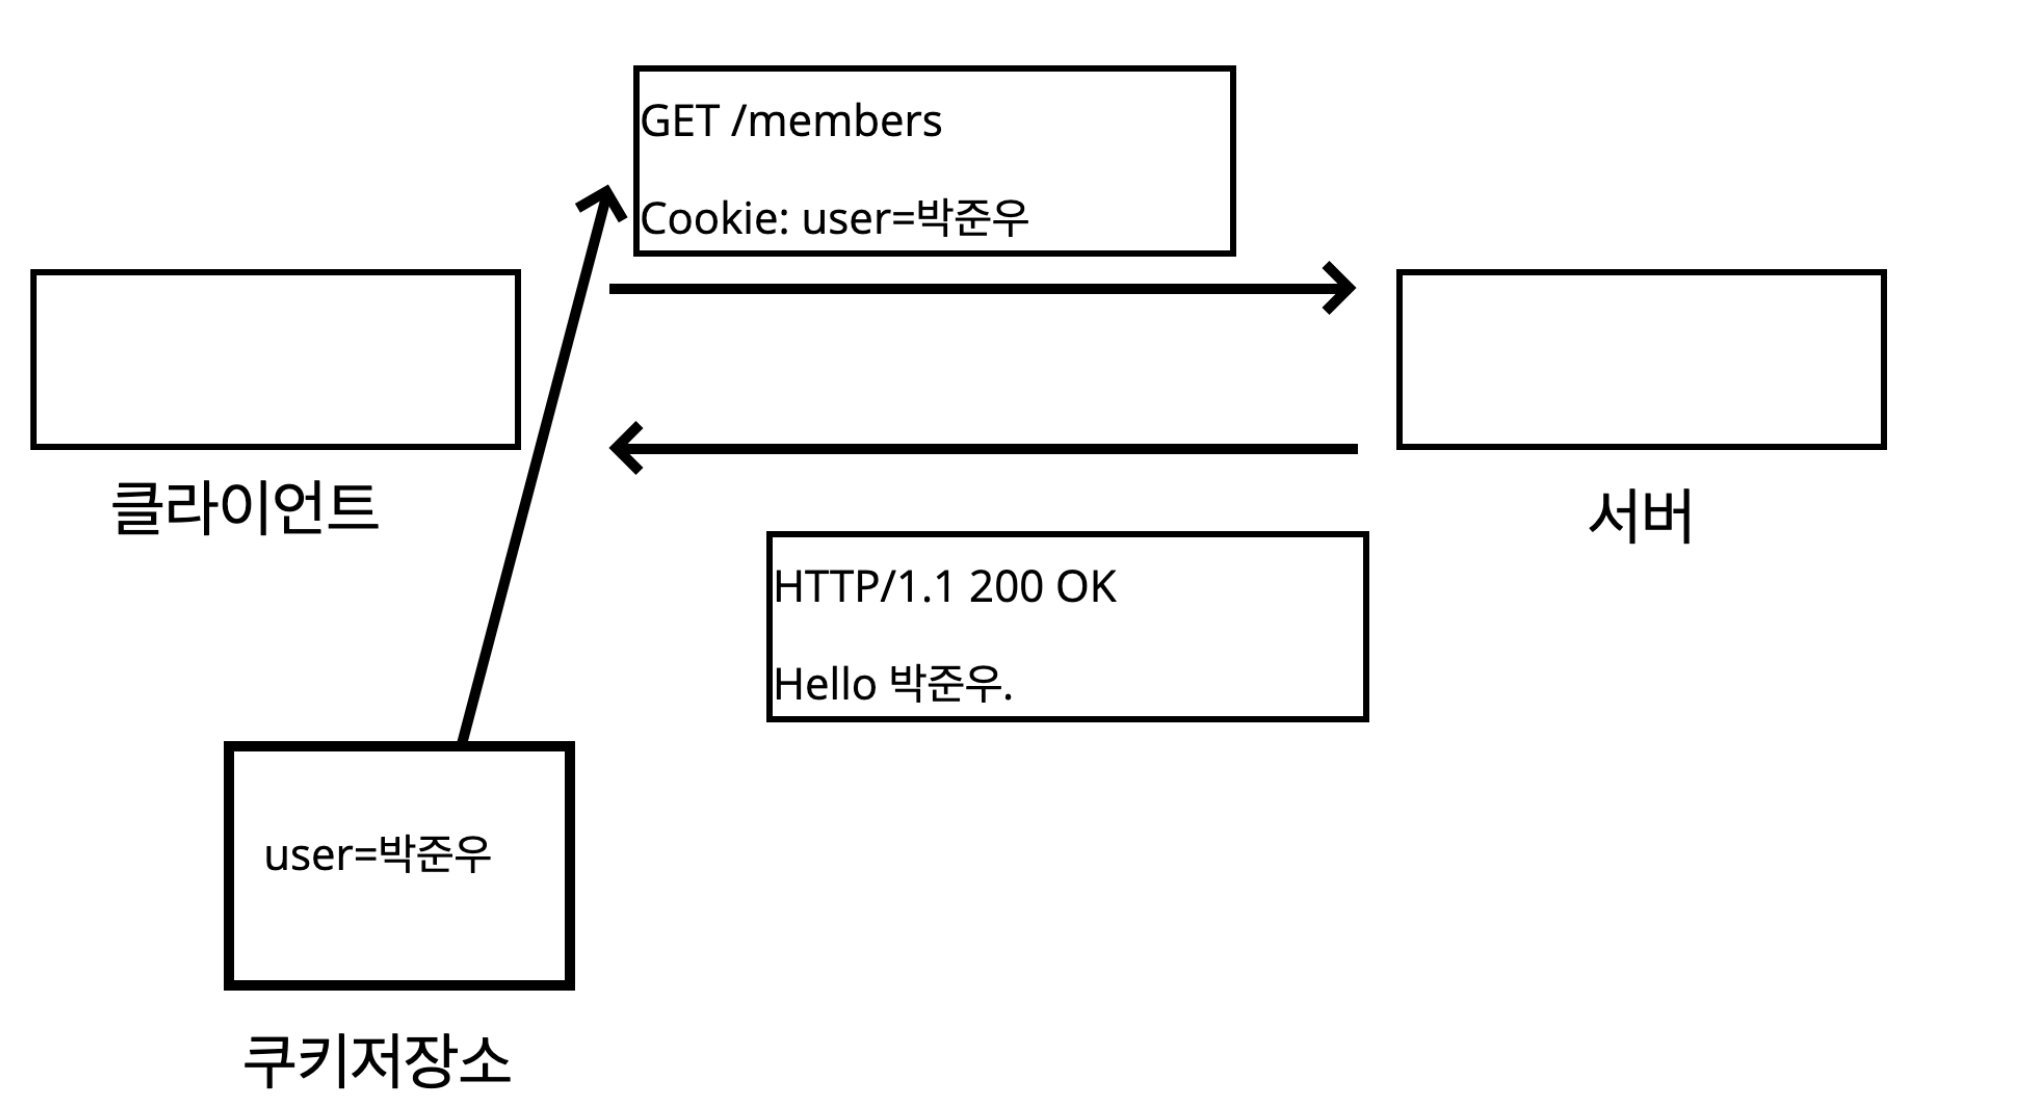 GET /members
Cookie: user=박준우
클라이언트
서버
HTTP/1.1 200 OK
Hello 박준우.
user=박준우
쿠키저장소